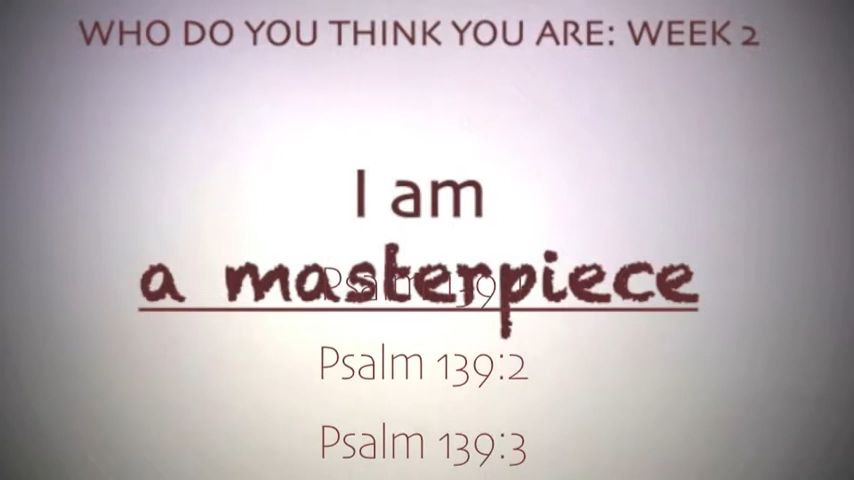 WHO DO YOU THINK YOU ARE: WEEK 2
I am
a masterpiece
Psalm 139:2
Psalm 139:3